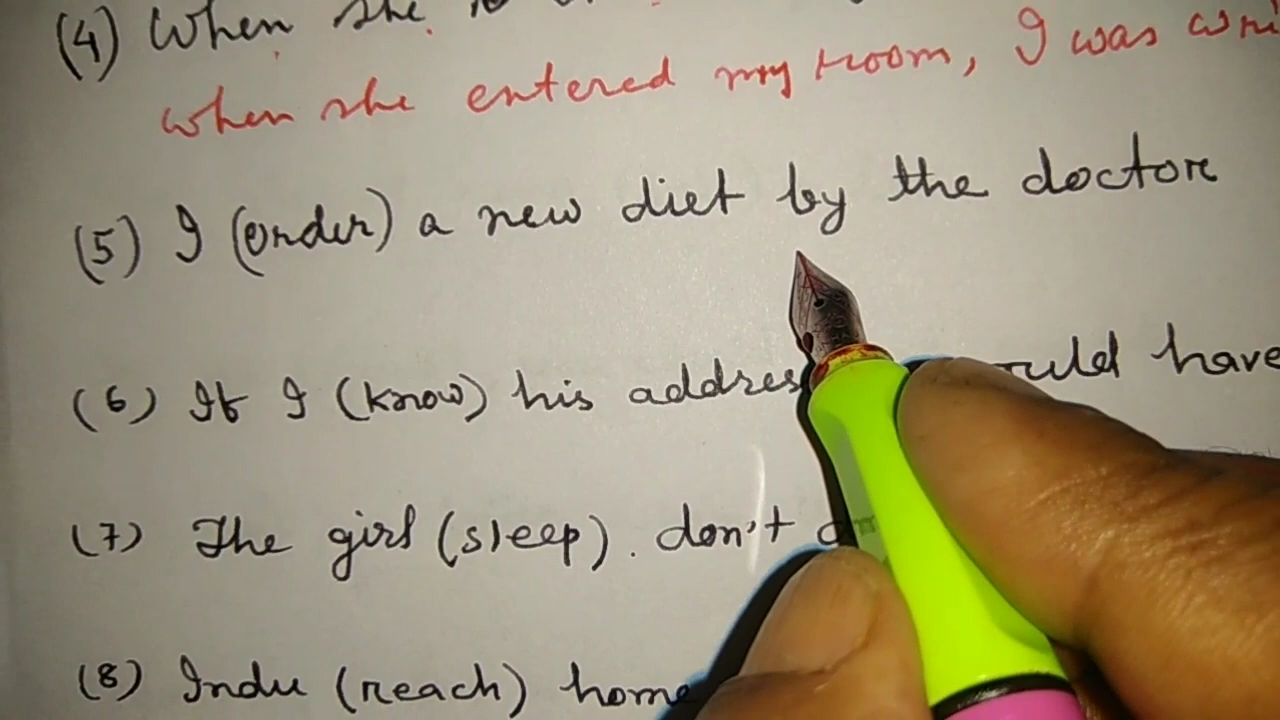 (4) When she
when she entered my room, I was
(5) I (order) a new diet by the doctor
(6) If I (know) his have
(7) The girl (sleep). don't
(8) Indu (reach) home